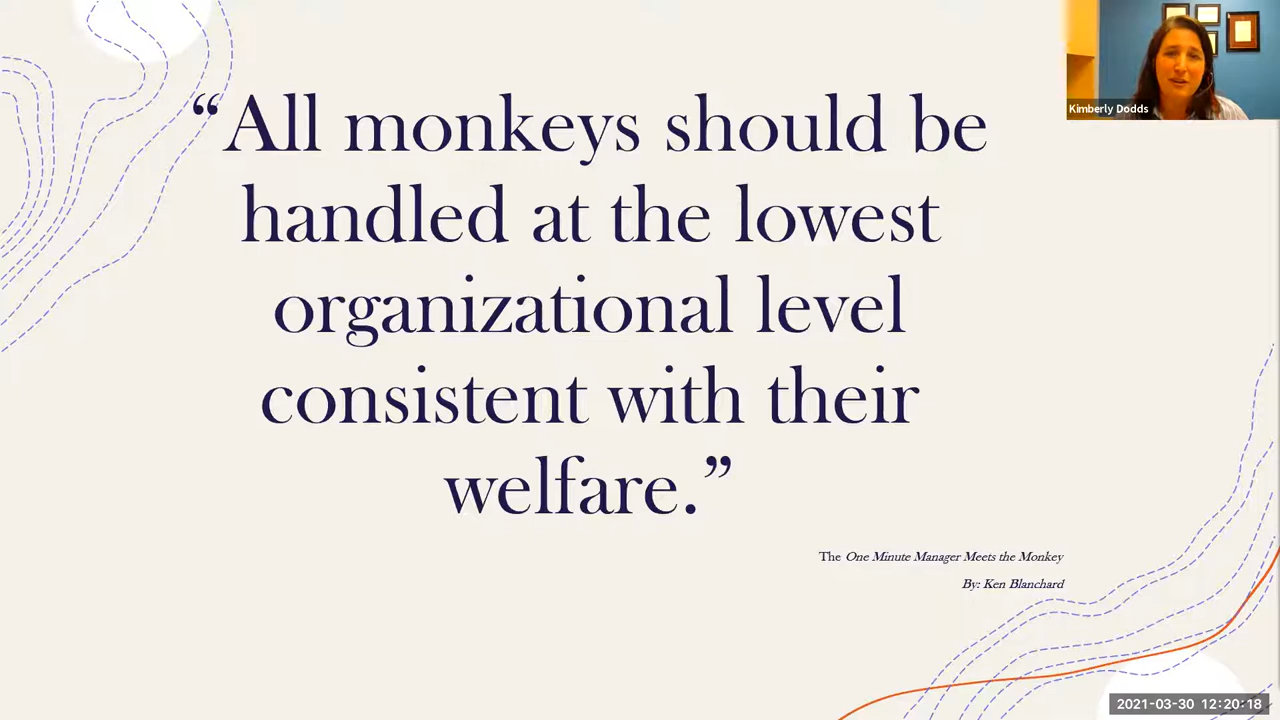 “All monkeys should be
handled at the lowest
organizational level
consistent with their
welfare.”
The One Minute Manager Meets the Monkey
By: Ken Blanchard
Kimberly Dodds
2021-03-30 12:20:18